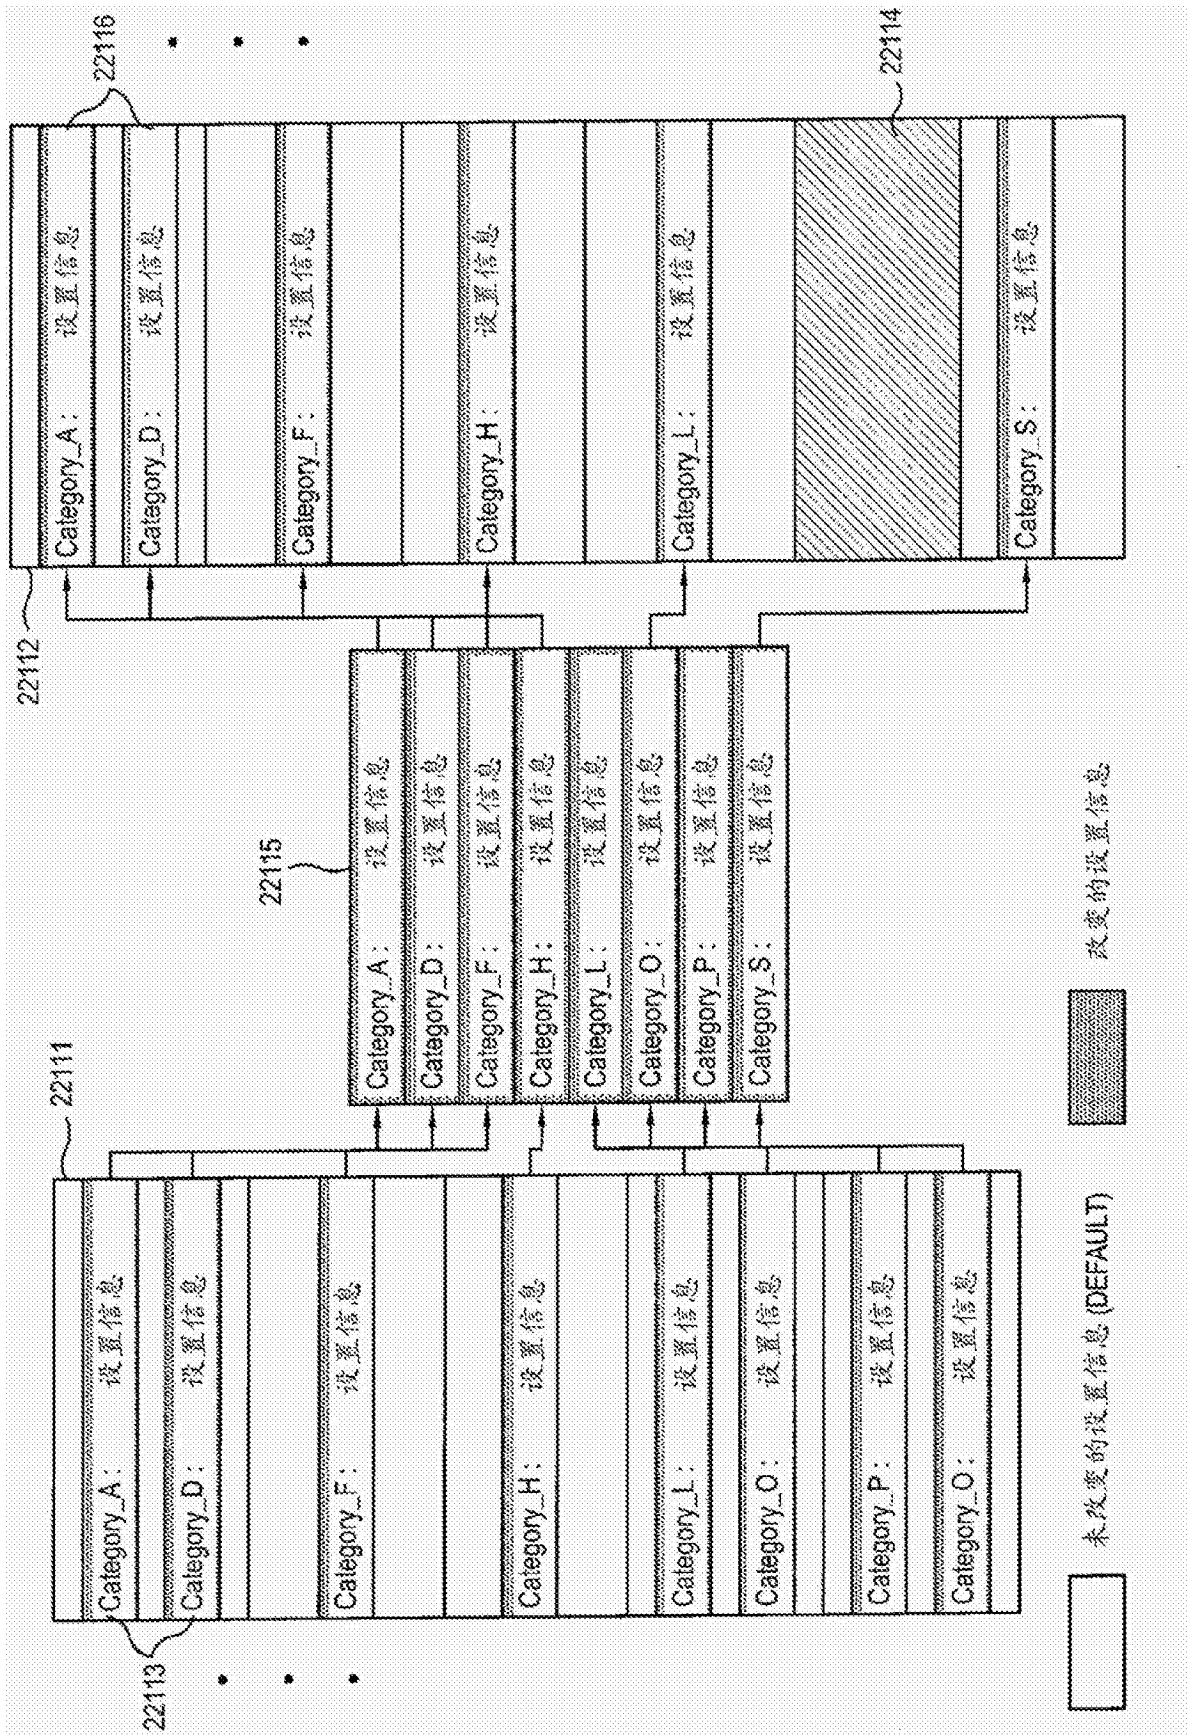 22111
22113
Category_A： 设置信息
Category_D： 设置信息
Category_F： 设置信息
Category_H： 设置信息
Category_L： 设置信息
Category_O： 设置信息
Category_P： 设置信息
Category_O： 设置信息
22115
Category_A： 设置信息
Category_D： 设置信息
Category_F： 设置信息
Category_H： 设置信息
Category_L： 设置信息
Category_O： 设置信息
Category_P： 设置信息
Category_S： 设置信息
22112
22116
Category_A： 设置信息
Category_D： 设置信息
Category_F： 设置信息
Category_H： 设置信息
Category_L： 设置信息
22114
Category_S： 设置信息
未改变的设置信息 (DEFAULT)
改变的设置信息